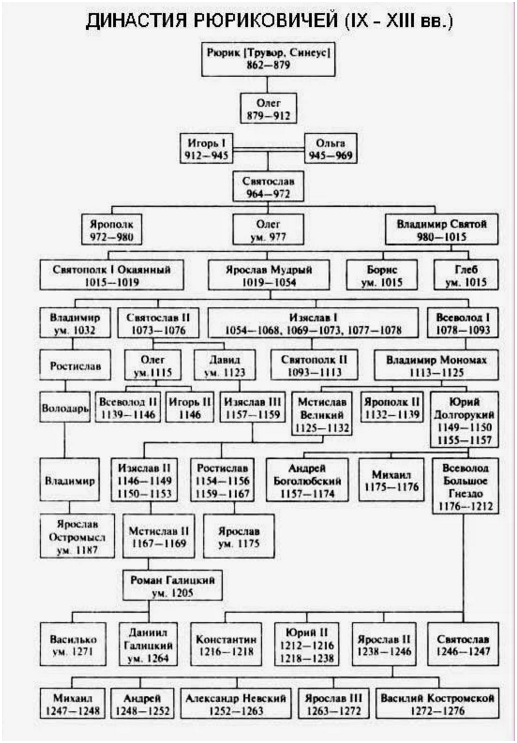 ДИНАСТИЯ РЮРИКОВИЧЕЙ (IX – XIII вв.)
Рюрик [Трувор, Синеус]
862—879
Олег
879—912
Игорь I
912—945
Ольга
945—969
Святослав
964—972
Ярополк
972—980
Олег
ум. 977
Владимир Святой
980—1015
Святополк I Окаянный
1015—1019
Ярослав Мудрый
1019—1054
Борис
ум. 1015
Глеб
ум. 1015
Владимир
ум. 1032
Святослав II
1073—1076
Изяслав I
1054—1068, 1069—1073, 1077—1078
Всеволод I
1078—1093
Ростислав
Олег
ум.1115
Давид
ум. 1123
Святополк II
1093—1113
Владимир Мономах
1113—1125
Володарь
Всеволод II
1139—1146
Игорь II
1146
Изяслав III
1157—1159
Мстислав
Великий
1125—1132
Ярополк II
1132—1139
Юрий
Долгорукий
1149—1150
1155—1157
Владимир
Изяслав II
1146—1149
1150—1153
Ростислав
1154—1156
1159—1167
Андрей
Боголюбский
1157—1174
Михаил
1175—1176
Всеволод
Большое
Гнездо
1176—1212
Ярослав
Остромысл
ум. 1187
Мстислав II
1167—1169
Ярослав
ум. 1175
Роман Галицкий
ум. 1205
Василько
ум. 1271
Даниил
Галицкий
ум. 1264
Константин
1216—1218
Юрий II
1212—1216
1218—1238
Ярослав II
1238—1246
Святослав
1246—1247
Михаил
1247—1248
Андрей
1248—1252
Александр Невский
1252—1263
Ярослав III
1263—1272
Василий Костромской
1272—1276